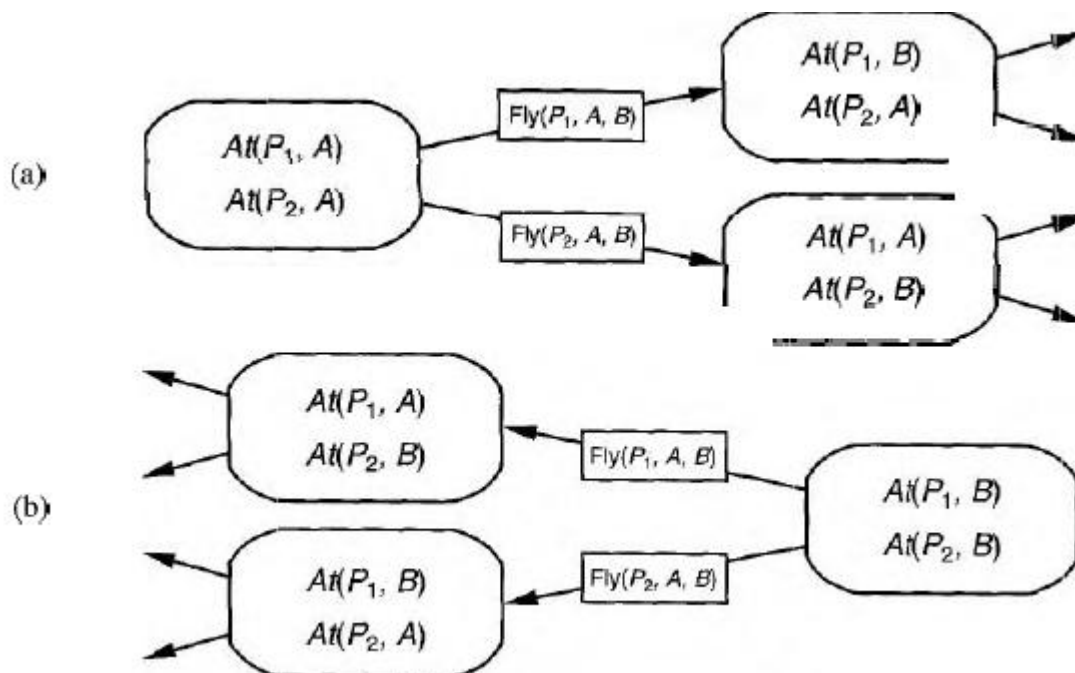 At(P₁, B)
At(P₂, A)
Fly(P₁, A, B)
(a)
At(P₁, A)
At(P₂, A)
Fly(P₂, A, B)
At(P₁, A)
At(P₂, B)
(b)
At(P₁, A)
At(P₂, B)
Fly(P₁, A, B)
At(P₁, B)
At(P₂, B)
Fly(P₂, A, B)
At(P₁, B)
At(P₂, A)